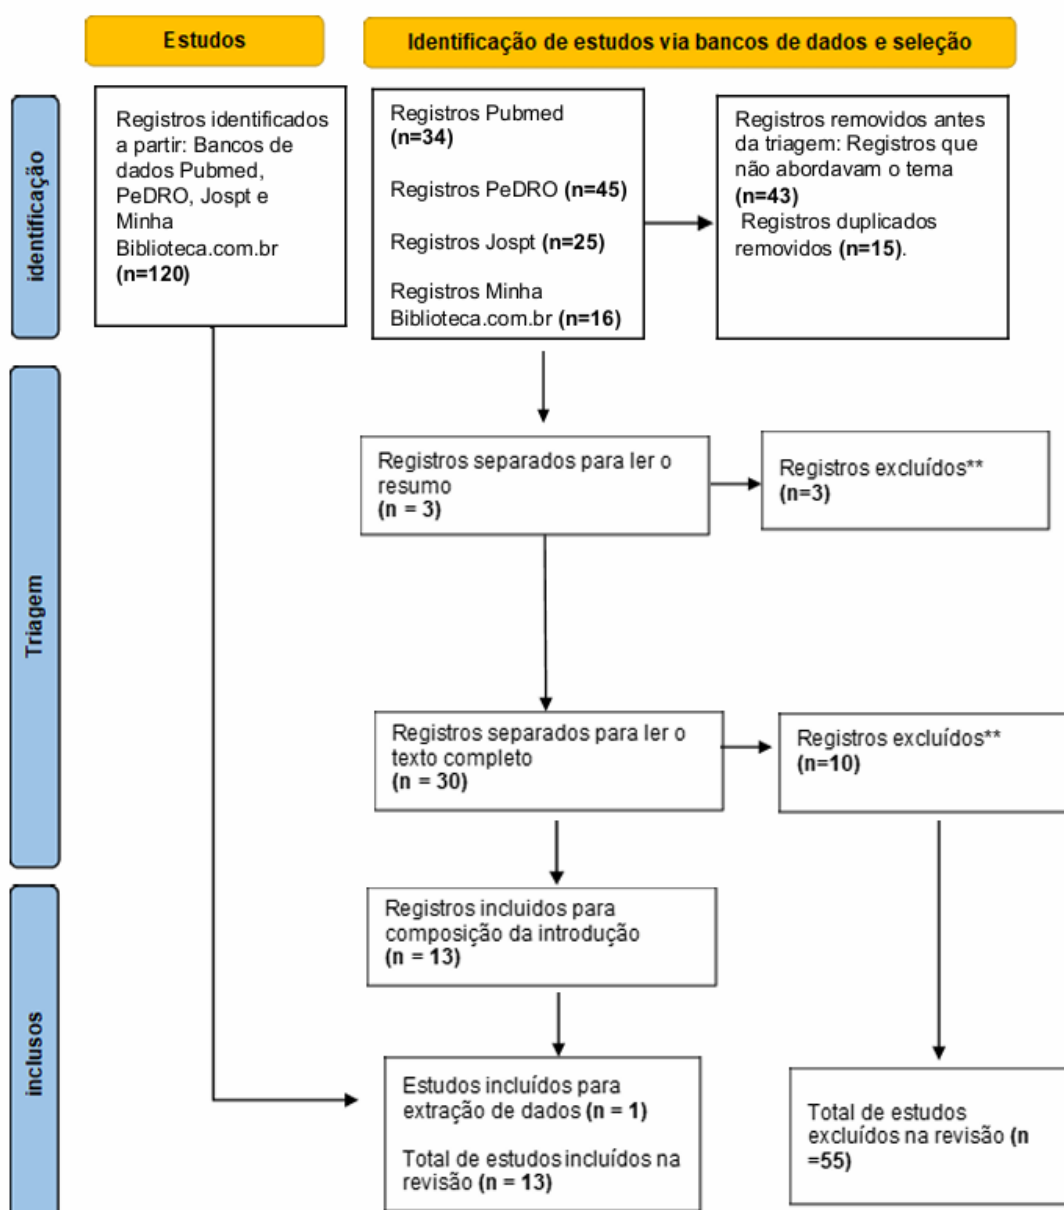 Estudos
Identificação de estudos via bancos de dados e seleção
identificação
Registros identificados
a partir: Bancos de
dados Pubmed,
PeDRO, Jospt e
Minha
Biblioteca.com.br
(n=120)
Registros Pubmed
(n=34)
Registros PeDRO (n=45)
Registros Jospt (n=25)
Registros Minha
Biblioteca.com.br (n=16)
Registros removidos antes
da triagem: Registros que
não abordavam o tema
(n=43)
Registros duplicados
removidos (n=15).
Triagem
Registros separados para ler o
resumo
(n = 3)
Registros excluídos**
(n=3)
Registros separados para ler o
texto completo
(n = 30)
Registros excluídos**
(n=10)
inclusos
Registros incluidos para
composição da introdução
(n = 13)
Estudos incluídos para
extração de dados (n = 1)
Total de estudos incluídos na
revisão (n = 13)
Total de estudos
excluídos na revisão (n
=55)